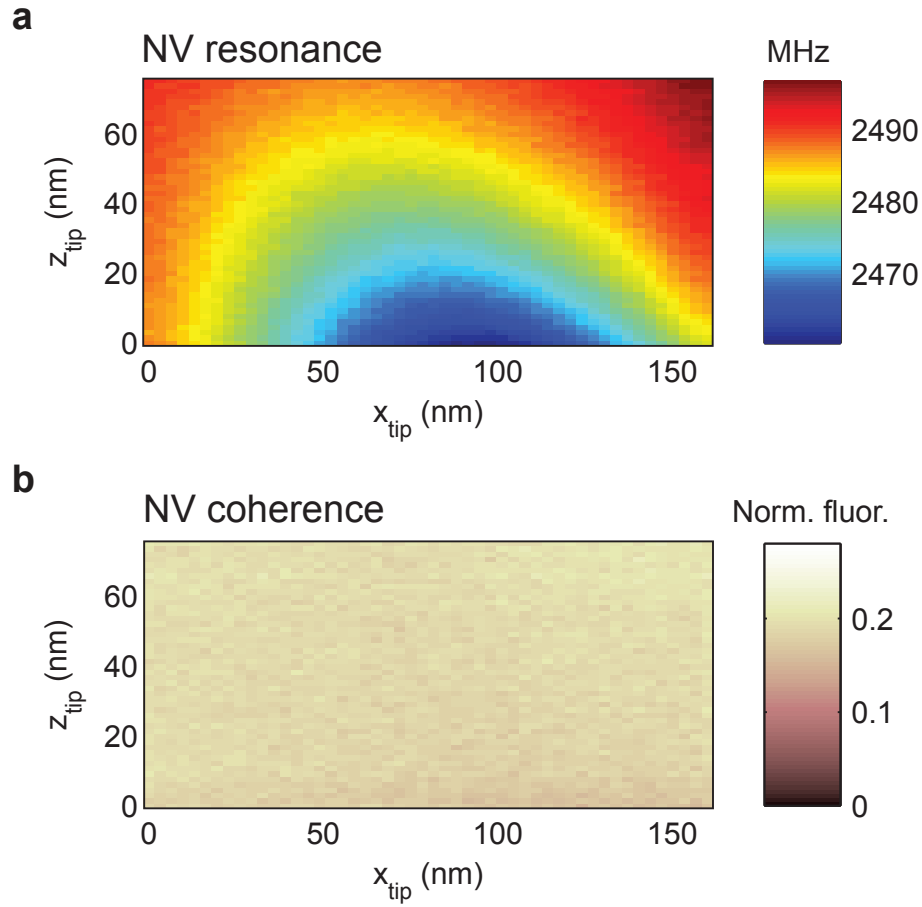 a
NV resonance
MHz
2490
2480
2470
60
40
20
0
z_tip (nm)
0 50 100 150
x_tip (nm)
b
NV coherence
Norm. fluor.
0.2
0.1
0
60
40
20
0
z_tip (nm)
0 50 100 150
x_tip (nm)